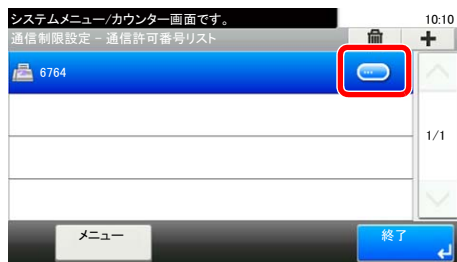 システムメニュー/カウンター画面です。
10:10
通信制限設定 - 通信許可番号リスト
6764
1/1
メニュー
終了